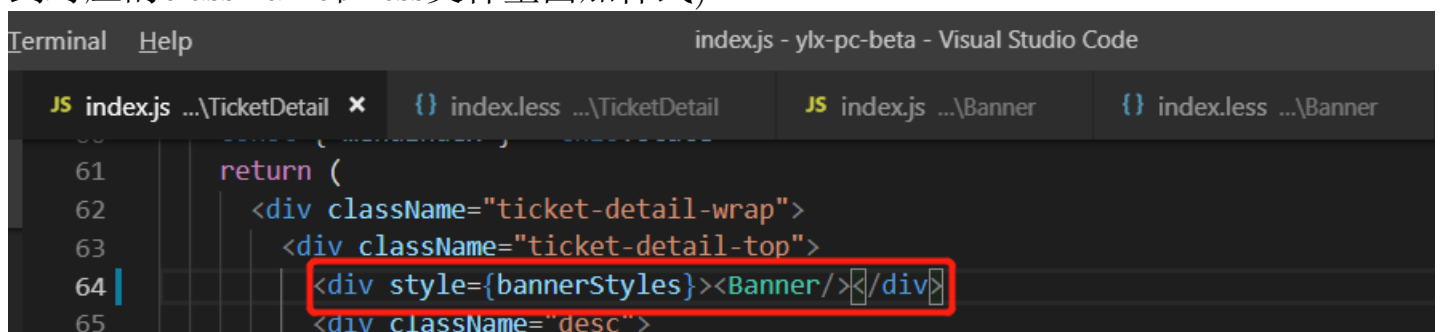 Terminal Help index.js - ylx-pc-beta - Visual Studio Code
JS index.js ...\TicketDetail × {} index.less ...\TicketDetail JS index.js ...\Banner {} index.less ...\Banner
61 return (
62 <div className="ticket-detail-wrap">
63 <div className="ticket-detail-top">
64 <div style={bannerStyles}><Banner/></div>
65 <div className="desc">